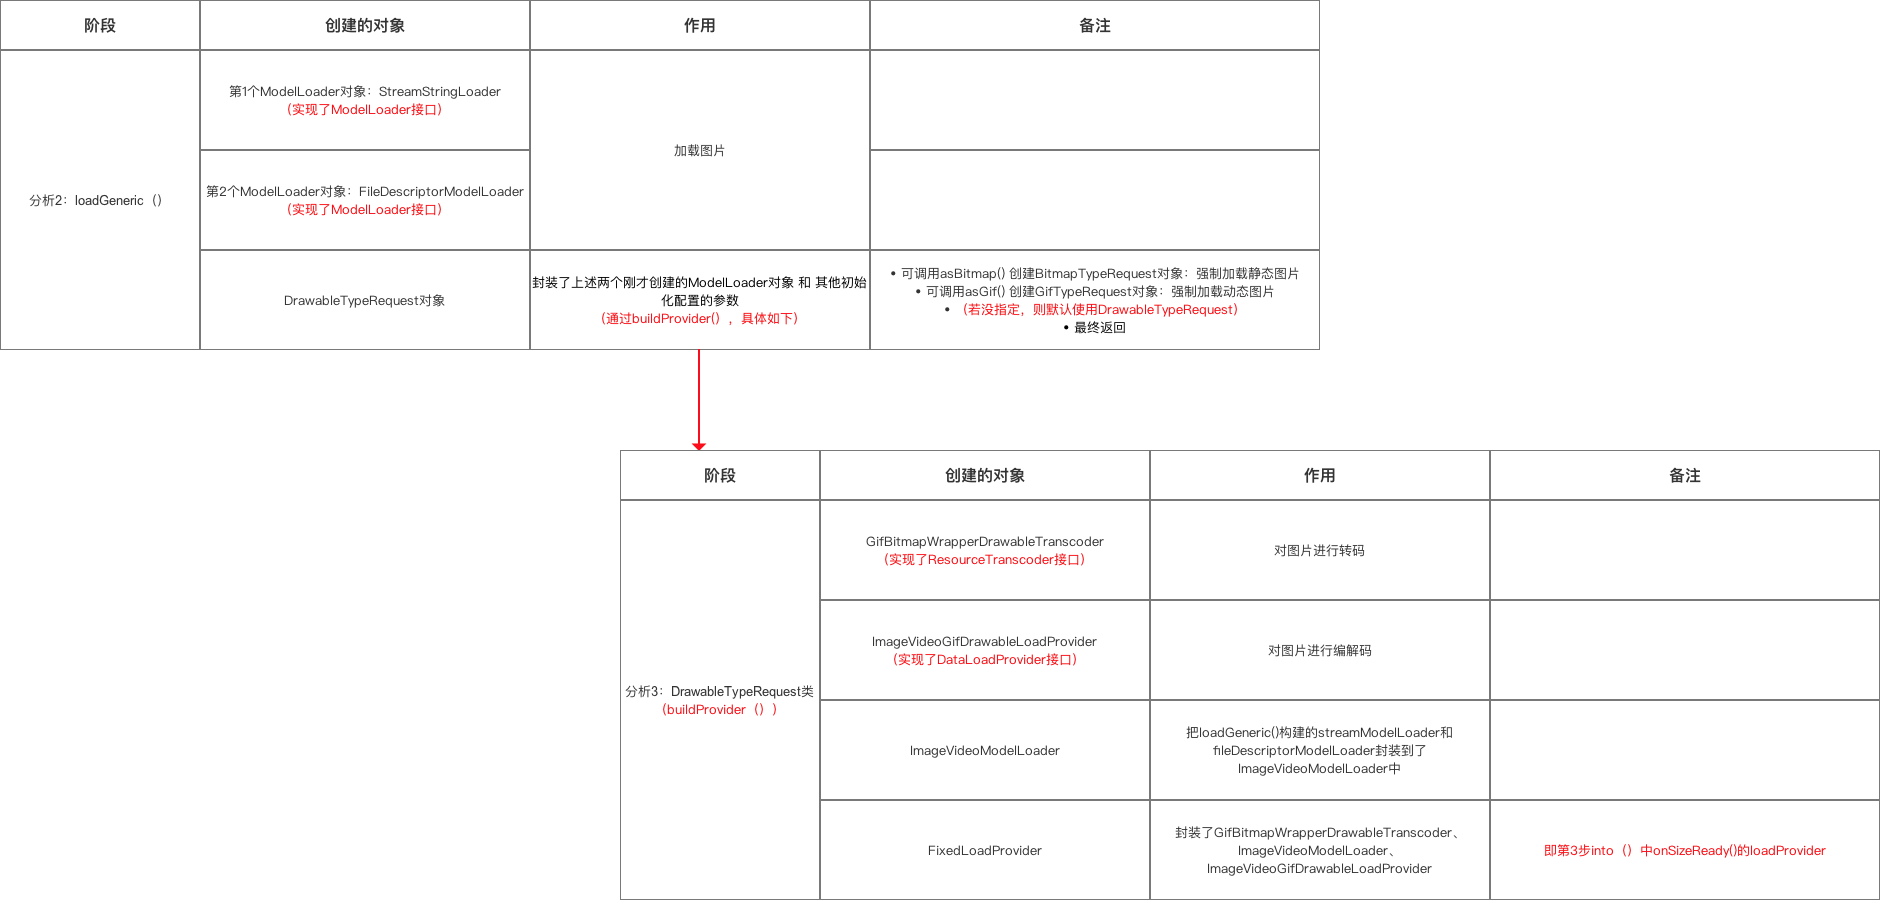 阶段
创建的对象
作用
备注
分析2：loadGeneric（）
第1个ModelLoader对象：StreamStringLoader
（实现了ModelLoader接口）
加载图片
第2个ModelLoader对象：FileDescriptorModelLoader
（实现了ModelLoader接口）
DrawableTypeRequest对象
封装了上述两个刚才创建的ModelLoader对象 和 其他初始
化配置的参数
（通过buildProvider()，具体如下）
• 可调用asBitmap() 创建BitmapTypeRequest对象：强制加载静态图片
• 可调用asGif() 创建GifTypeRequest对象：强制加载动态图片
• （若没指定，则默认使用DrawableTypeRequest）
• 最终返回
阶段
创建的对象
作用
备注
分析3：DrawableTypeRequest类
（buildProvider（））
GifBitmapWrapperDrawableTranscoder
（实现了ResourceTranscoder接口）
对图片进行转码
ImageVideoGifDrawableLoadProvider
（实现了DataLoadProvider接口）
对图片进行编解码
ImageVideoModelLoader
把loadGeneric()构建的streamModelLoader和
fileDescriptorModelLoader封装到了
ImageVideoModelLoader中
FixedLoadProvider
封装了GifBitmapWrapperDrawableTranscoder、
ImageVideoModelLoader、
ImageVideoGifDrawableLoadProvider
即第3步into（）中onSizeReady()的loadProvider